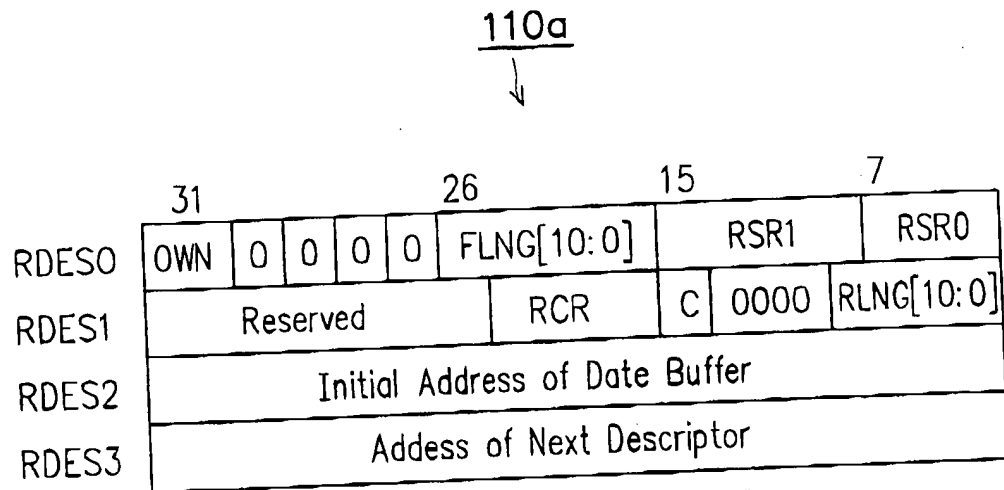 110a
31 26 15 7
RDES0 OWN 0 0 0 0 FLNG[10:0] RSR1 RSR0
RDES1 Reserved RCR C 0000 RLNG[10:0]
RDES2 Initial Address of Date Buffer
RDES3 Addess of Next Descriptor